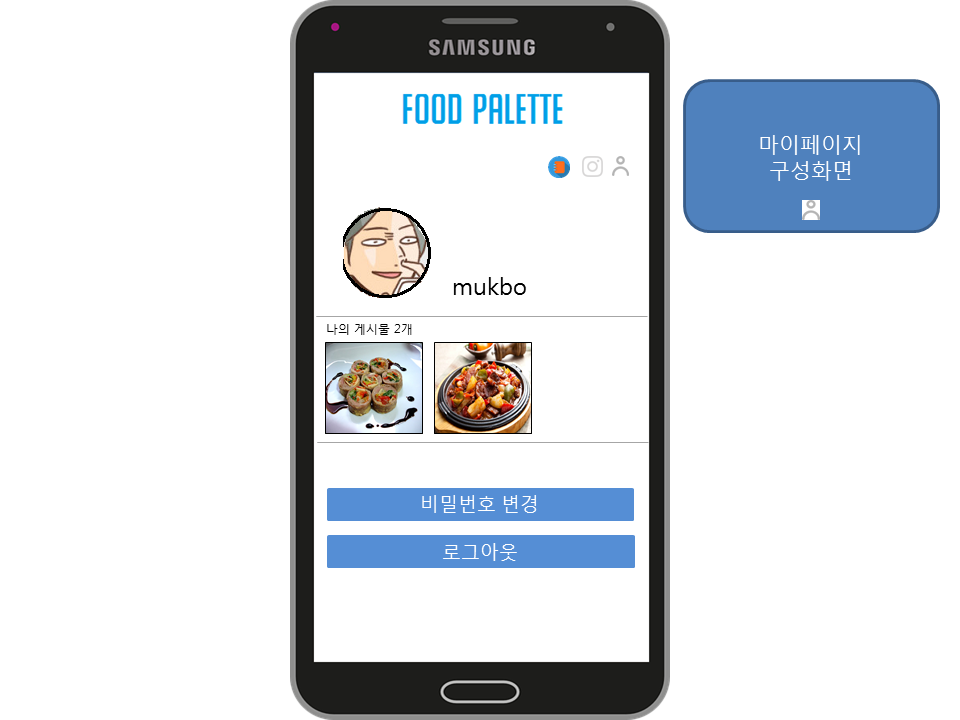 SAMSUNG
FOOD PALETTE
마이페이지
구성화면
mukbo
나의 게시물 2개
비밀번호 변경
로그아웃